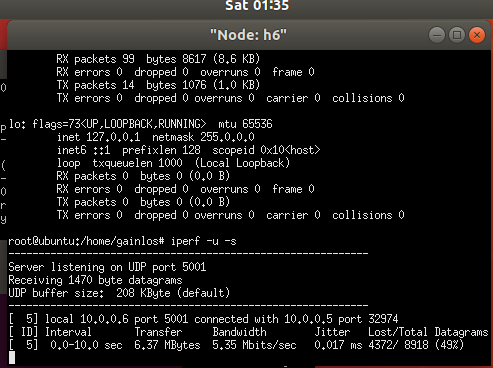 Sat 01:35
"Node: h6"
RX packets 99  bytes 8617 (8.6 KB)
RX errors 0  dropped 0  overruns 0  frame 0
TX packets 14  bytes 1076 (1.0 KB)
TX errors 0  dropped 0 overruns 0  carrier 0  collisions 0
lo: flags=73<UP,LOOPBACK,RUNNING>  mtu 65536
inet 127.0.0.1  netmask 255.0.0.0
inet6 ::1  prefixlen 128  scopeid 0x10<host>
loop  txqueuelen 1000  (Local Loopback)
RX packets 0  bytes 0 (0.0 B)
RX errors 0  dropped 0  overruns 0  frame 0
TX packets 0  bytes 0 (0.0 B)
TX errors 0  dropped 0 overruns 0  carrier 0  collisions 0
root@ubuntu:/home/gainlos# iperf -u -s
------------------------------------------------------------
Server listening on UDP port 5001
Receiving 1470 byte datagrams
UDP buffer size:  208 KByte (default)
------------------------------------------------------------
[  5] local 10.0.0.6 port 5001 connected with 10.0.0.5 port 32974
[ ID] Interval       Transfer     Bandwidth        Jitter   Lost/Total Datagrams
[  5]  0.0-10.0 sec  6.37 MBytes  5.35 Mbits/sec   0.017 ms 4372/ 8918 (49%)